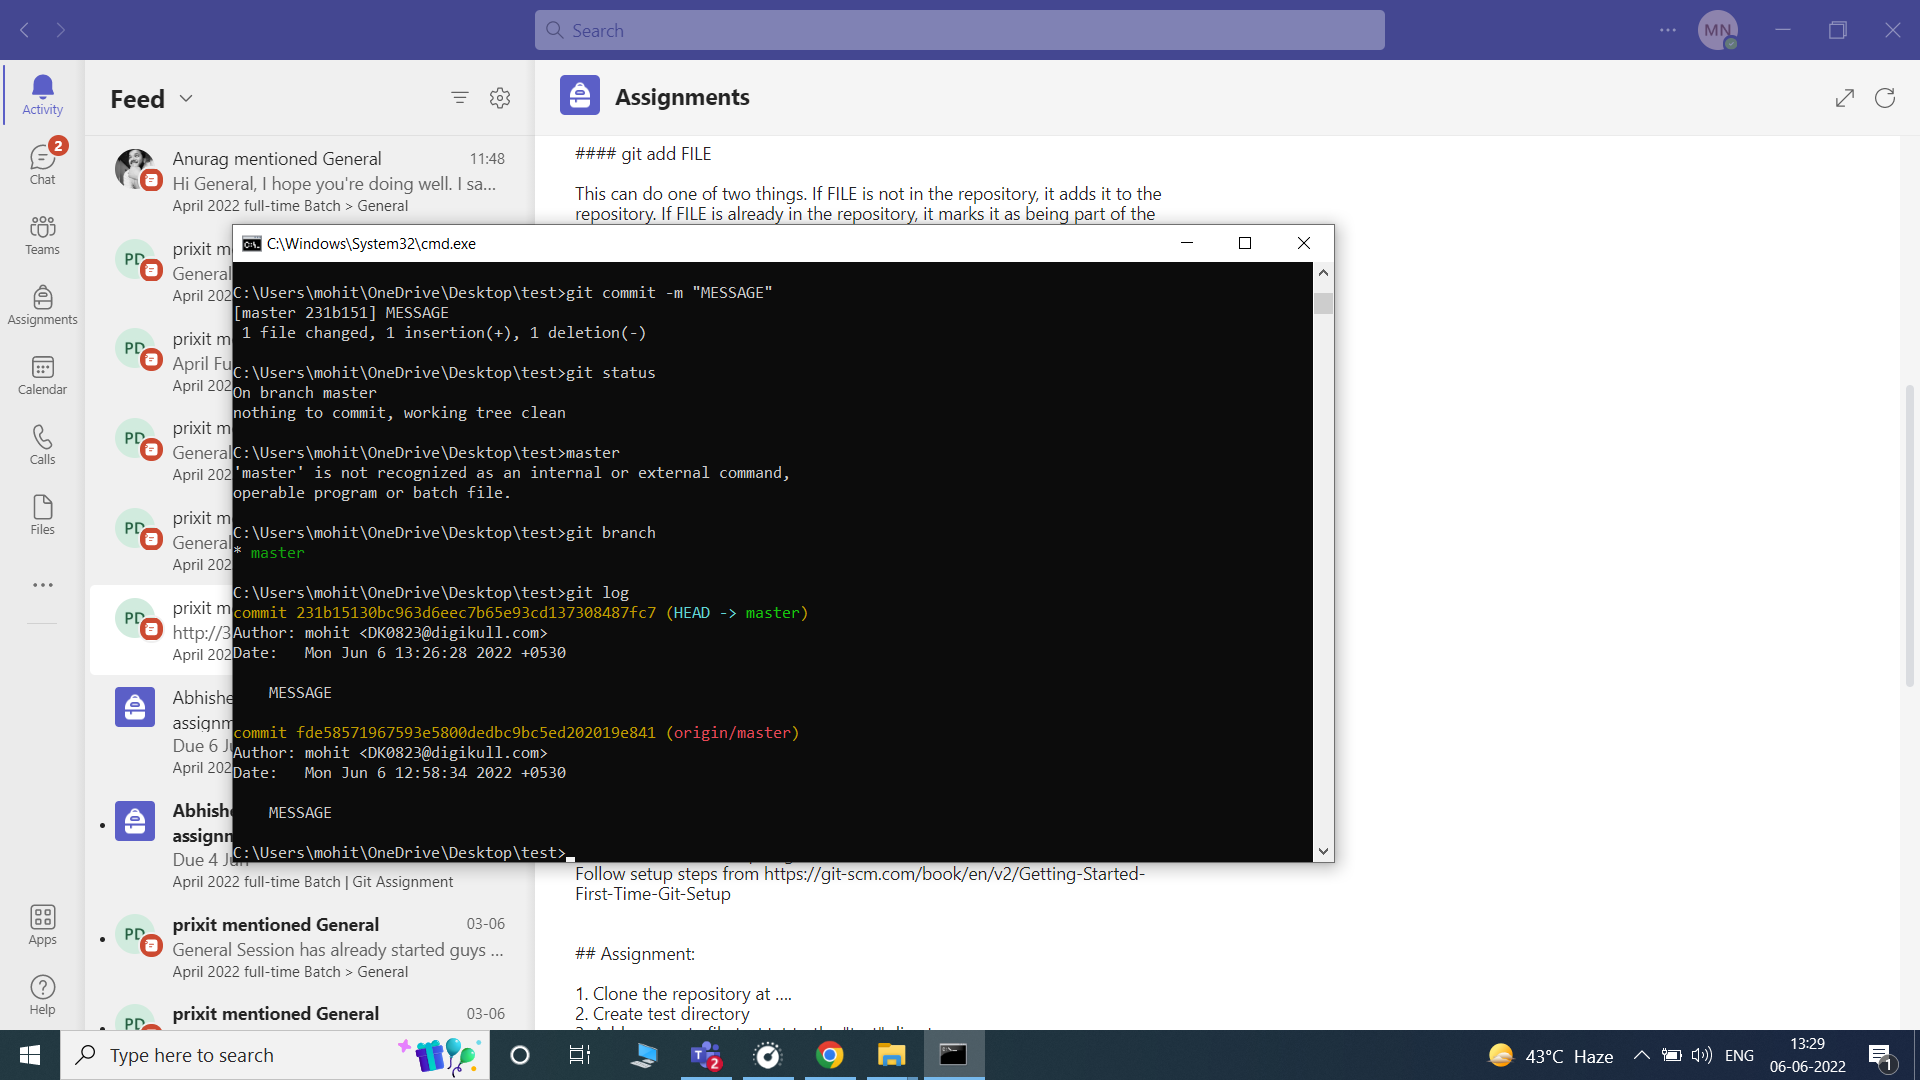 Search
MN
Activity
Chat
2
Teams
Assignments
Calendar
Calls
Files
Apps
Help
Feed
Anurag mentioned General 11:48
Hi General, I hope you're doing well. I sa...
April 2022 full-time Batch > General
PD
prixit m
General
April 202
PD
prixit m
April Fu
April 202
PD
prixit m
General
April 202
PD
prixit m
General
April 202
PD
prixit m
http://3
April 202
Abhishe
assignm
Due 6 Ju
April 202
Abhishe
assignm
Due 4 Jun
April 2022 full-time Batch | Git Assignment
PD
prixit mentioned General 03-06
General Session has already started guys ...
April 2022 full-time Batch > General
PD
prixit mentioned General 03-06
Assignments
#### git add FILE
This can do one of two things. If FILE is not in the repository, it adds it to the
repository. If FILE is already in the repository, it marks it as being part of the
C:\Windows\System32\cmd.exe
C:\Users\mohit\OneDrive\Desktop\test>git commit -m "MESSAGE"
[master 231b151] MESSAGE
1 file changed, 1 insertion(+), 1 deletion(-)
C:\Users\mohit\OneDrive\Desktop\test>git status
On branch master
nothing to commit, working tree clean
C:\Users\mohit\OneDrive\Desktop\test>master
'master' is not recognized as an internal or external command,
operable program or batch file.
C:\Users\mohit\OneDrive\Desktop\test>git branch
* master
C:\Users\mohit\OneDrive\Desktop\test>git log
commit 231b15130bc963d6eec7b65e93cd137308487fc7 (HEAD -> master)
Author: mohit <DK0823@digikull.com>
Date:   Mon Jun 6 13:26:28 2022 +0530
MESSAGE
commit fde58571967593e5800dedbc9bc5ed202019e841 (origin/master)
Author: mohit <DK0823@digikull.com>
Date:   Mon Jun 6 12:58:34 2022 +0530
MESSAGE
C:\Users\mohit\OneDrive\Desktop\test>
Follow setup steps from https://git-scm.com/book/en/v2/Getting-Started-
First-Time-Git-Setup
## Assignment:
1. Clone the repository at ....
2. Create test directory
Type here to search
2
43°C Haze
ENG
13:29
06-06-2022
1